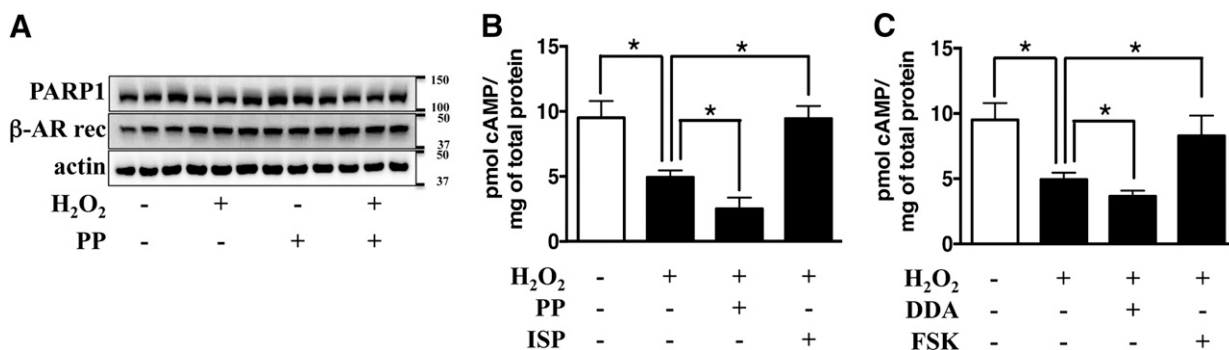 A
PARP1
150
100
β-AR rec
50
37
actin
50
37
H₂O₂ - + - +
PP - - + +
B
pmol cAMP/
mg of total protein
15
10
5
0
* * *
H₂O₂ - + + +
PP - - + -
ISP - - - +
C
pmol cAMP/
mg of total protein
15
10
5
0
* * *
H₂O₂ - + + +
DDA - - + -
FSK - - - +